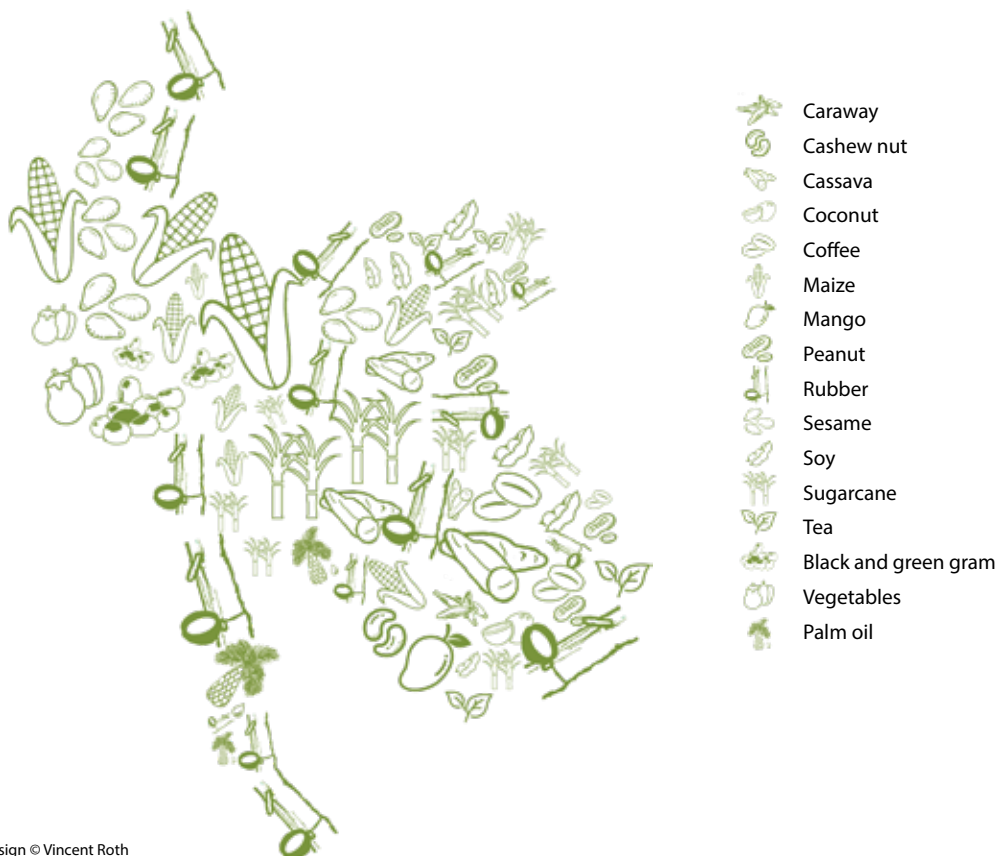 Caraway
Cashew nut
Cassava
Coconut
Coffee
Maize
Mango
Peanut
Rubber
Sesame
Soy
Sugarcane
Tea
Black and green gram
Vegetables
Palm oil
sign © Vincent Roth